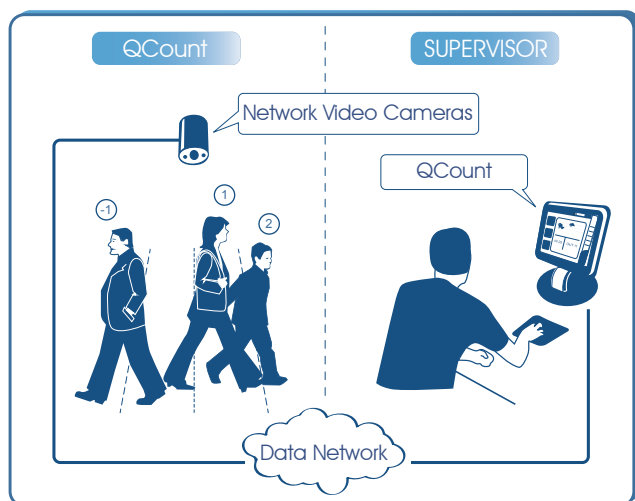 QCount
SUPERVISOR
Network Video Cameras
QCount
-1
1
2
Data Network